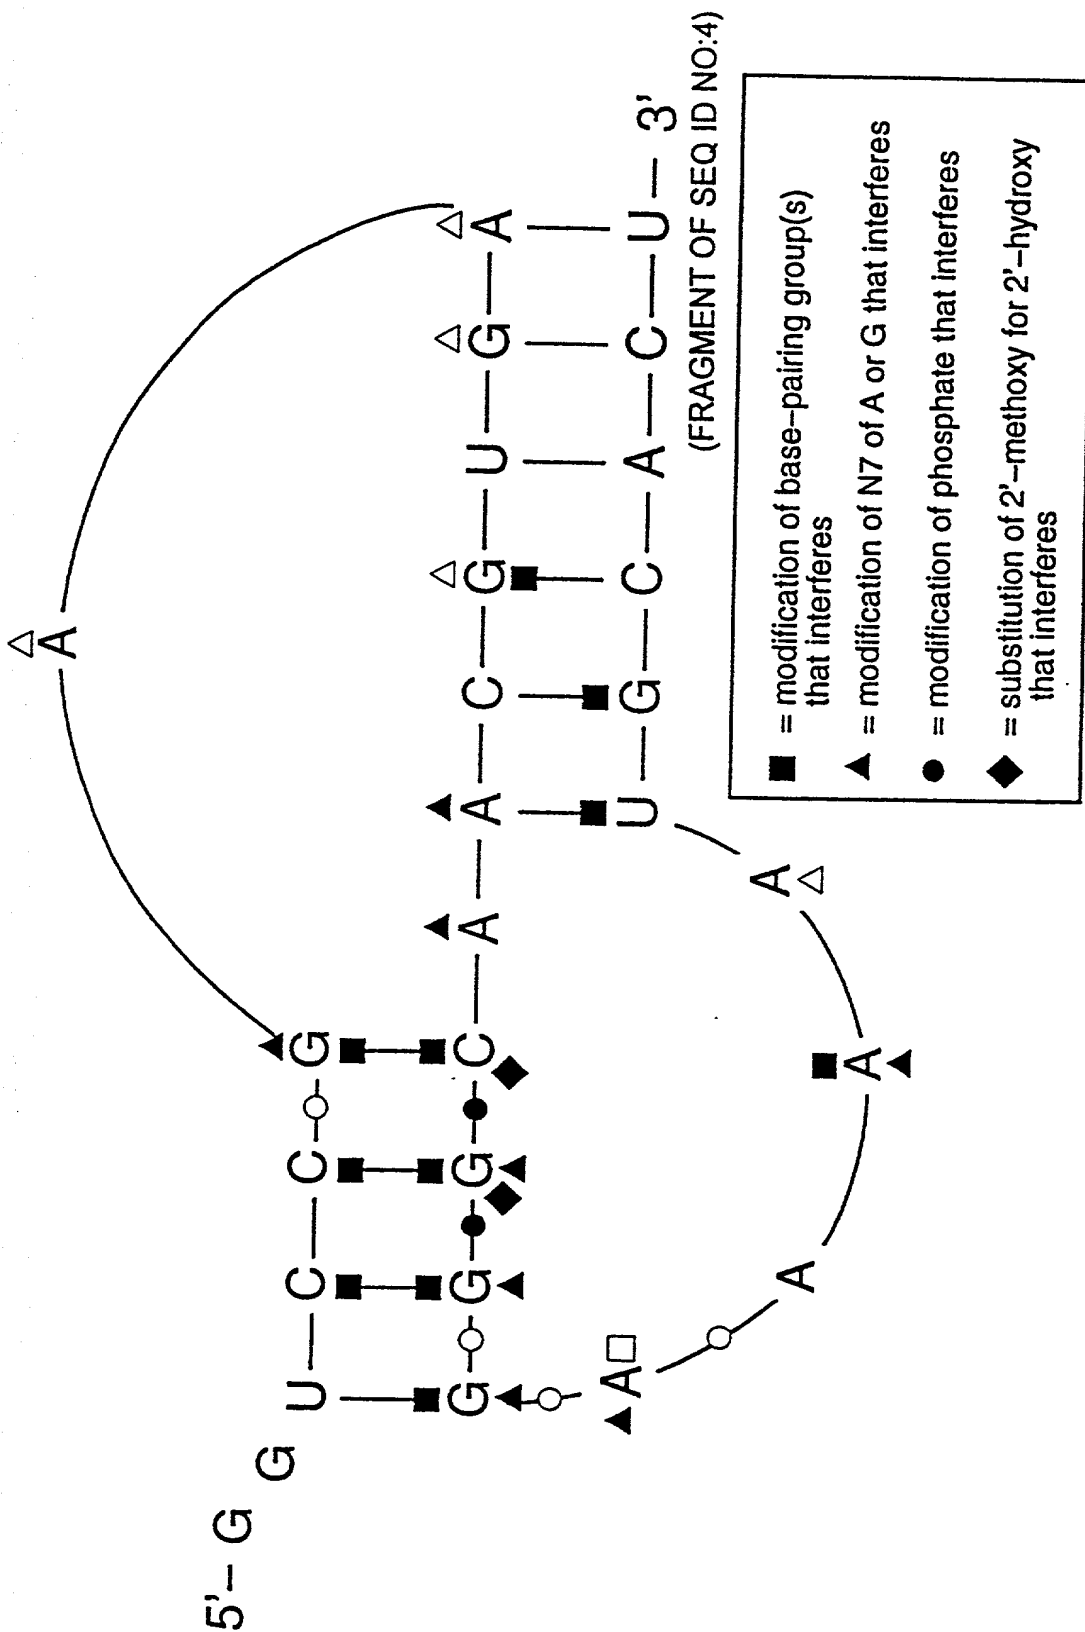 A
5'– G G U C C G
G G G C A A C G G U G A
A A A A U G C C A C U – 3'
(FRAGMENT OF SEQ ID NO:4)
= modification of base–pairing group(s)
that interferes
= modification of N7 of A or G that interferes
= modification of phosphate that interferes
= substitution of 2'–methoxy for 2'–hydroxy
that interferes